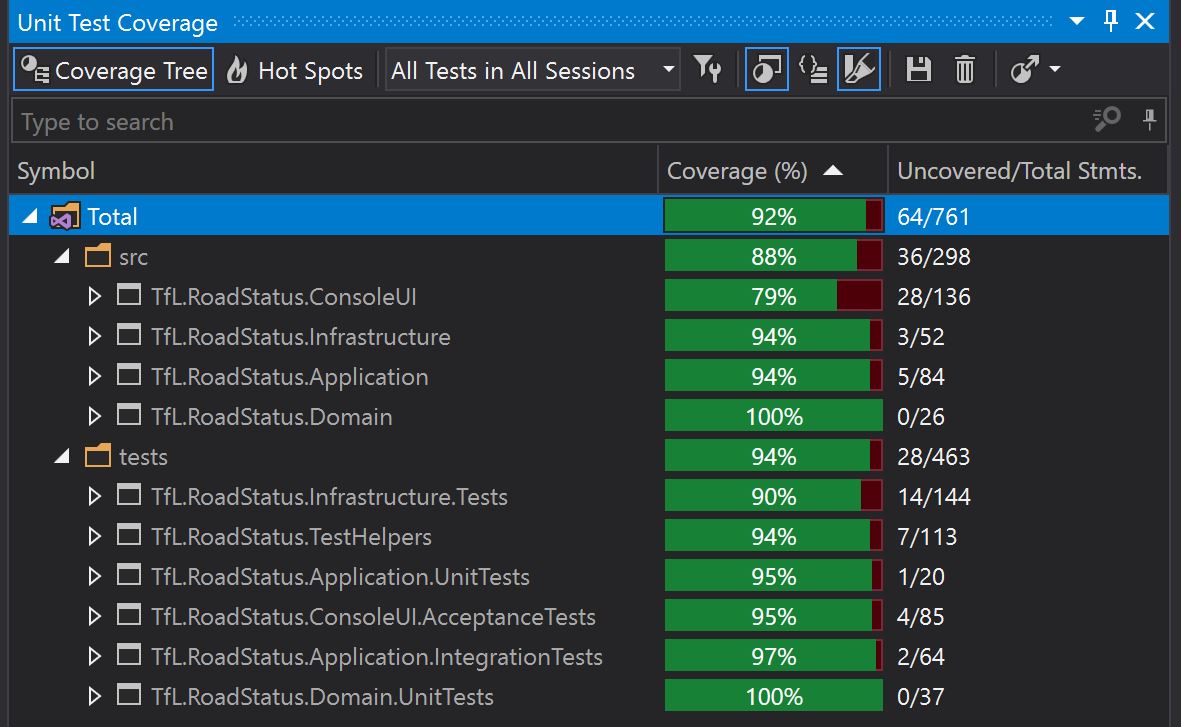 Unit Test Coverage
Coverage Tree Hot Spots All Tests in All Sessions
Type to search
Symbol Coverage (%) Uncovered/Total Stmts.
Total 92% 64/761
src 88% 36/298
TfL.RoadStatus.ConsoleUI 79% 28/136
TfL.RoadStatus.Infrastructure 94% 3/52
TfL.RoadStatus.Application 94% 5/84
TfL.RoadStatus.Domain 100% 0/26
tests 94% 28/463
TfL.RoadStatus.Infrastructure.Tests 90% 14/144
TfL.RoadStatus.TestHelpers 94% 7/113
TfL.RoadStatus.Application.UnitTests 95% 1/20
TfL.RoadStatus.ConsoleUI.AcceptanceTests 95% 4/85
TfL.RoadStatus.Application.IntegrationTests 97% 2/64
TfL.RoadStatus.Domain.UnitTests 100% 0/37